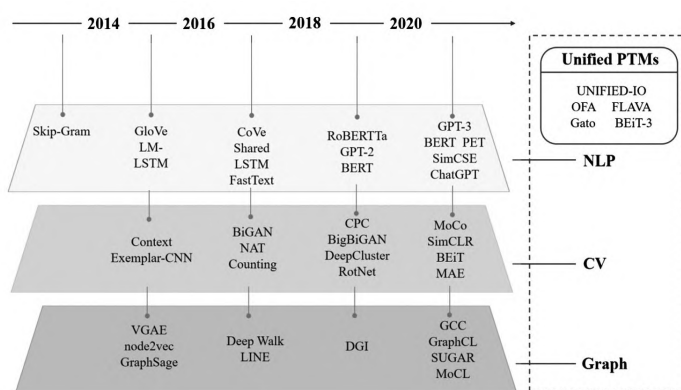 2014 2016 2018 2020
Unified PTMs
UNIFIED-IO
OFA FLAVA
Gato BEiT-3
Skip-Gram
GloVe
LM-
LSTM
CoVe
Shared
LSTM
FastText
RoBERTTa
GPT-2
BERT
GPT-3
BERT PET
SimCSE
ChatGPT
NLP
Context
Exemplar-CNN
BiGAN
NAT
Counting
CPC
BigBiGAN
DeepCluster
RotNet
MoCo
SimCLR
BEiT
MAE
CV
VGAE
node2vec
GraphSage
Deep Walk
LINE
DGI
GCC
GraphCL
SUGAR
MoCL
Graph